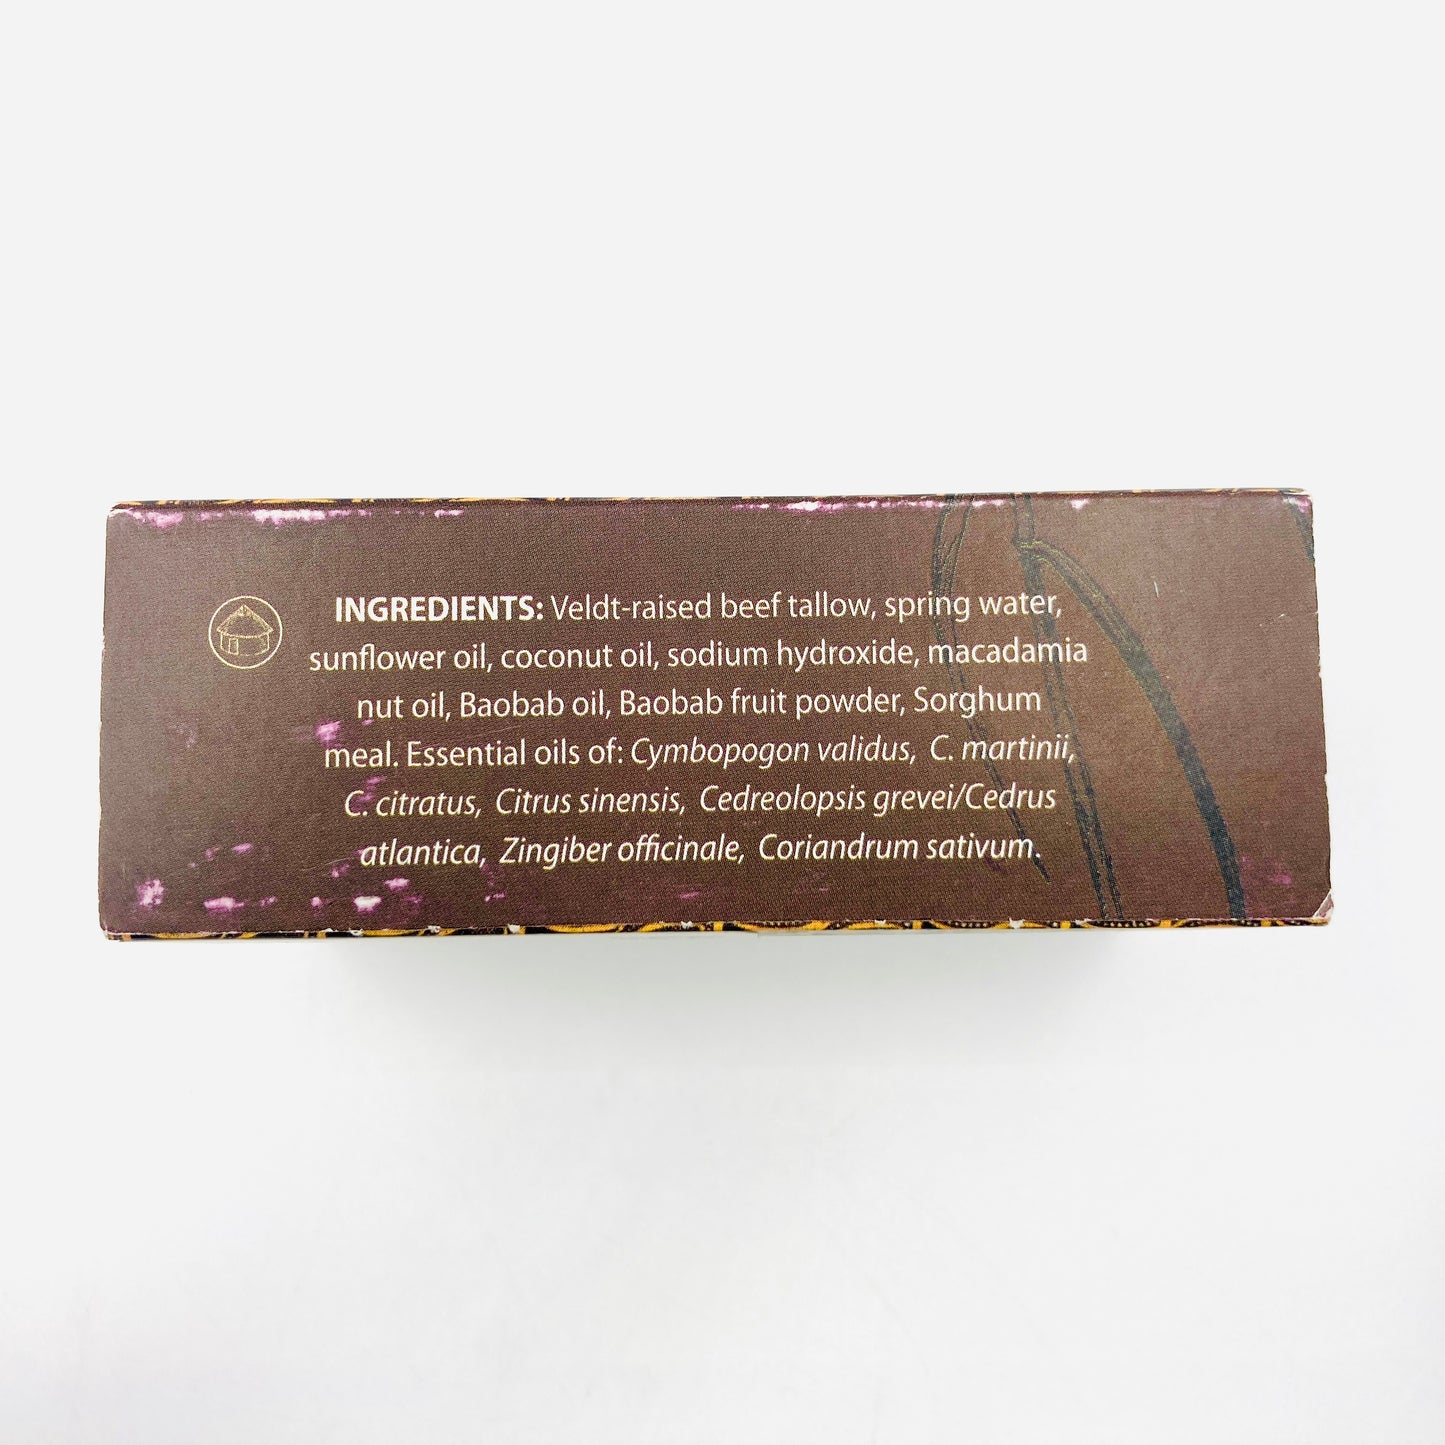 INGREDIENTS: Veldt-raised beef tallow, spring water,
sunflower oil, coconut oil, sodium hydroxide, macadamia
nut oil, Baobab oil, Baobab fruit powder, Sorghum
meal. Essential oils of: Cymbopogon validus, C. martinii,
C. citratus, Citrus sinensis, Cedreolopsis grevei/Cedrus
atlantica, Zingiber officinale, Coriandrum sativum.